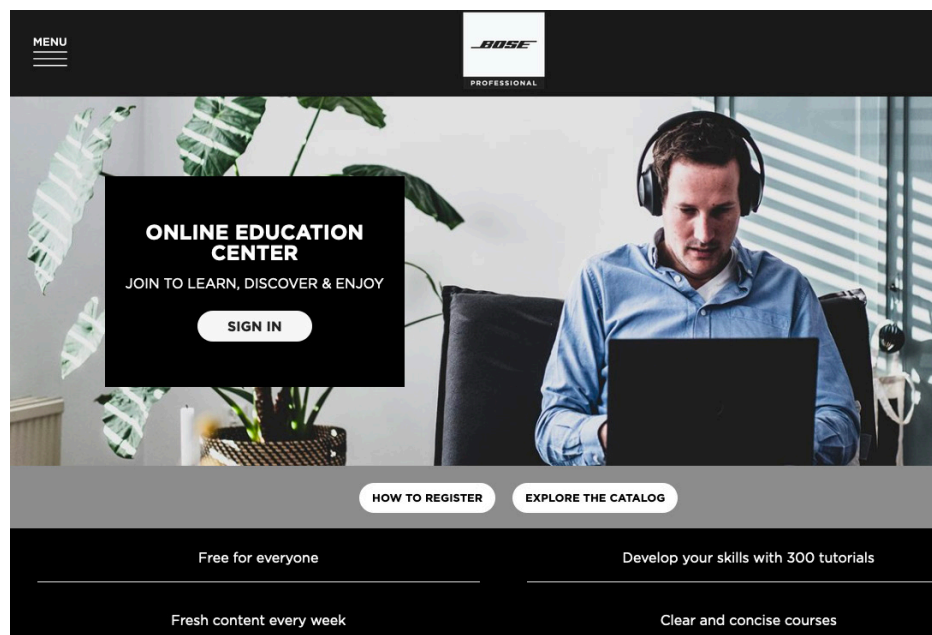 MENU
BOSE
PROFESSIONAL
ONLINE EDUCATION
CENTER
JOIN TO LEARN, DISCOVER & ENJOY
SIGN IN
HOW TO REGISTER
EXPLORE THE CATALOG
Free for everyone
Develop your skills with 300 tutorials
Fresh content every week
Clear and concise courses